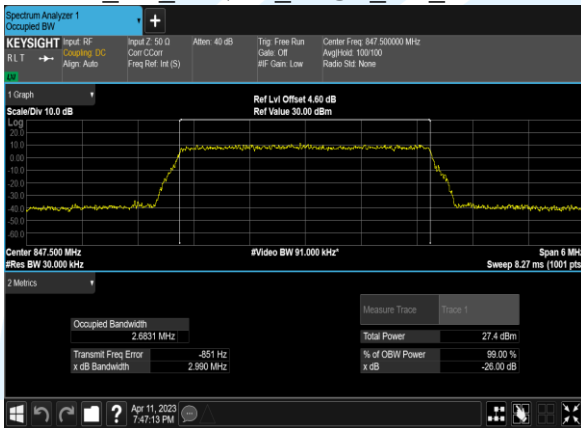 Spectrum Analyzer 1
Occupied BW
KEYSIGHT Input: RF Input Z: 50 Ω Atten: 40 dB Trig: Free Run Center Freq: 847.500000 MHz
RLT Coupling: DC Corr CCorr Gate: Off Avg|Hold: 100/100
Align: Auto Freq Ref: Int (S) #IF Gain: Low Radio Std: None
1 Graph
Ref Lvl Offset 4.60 dB
Scale/Div 10.0 dB Ref Value 30.00 dBm
Log
20.0
10.0
0.00
-10.0
-20.0
-30.0
-40.0
-50.0
-60.0
Center 847.500 MHz #Video BW 91.000 kHz* Span 6 MHz
#Res BW 30.000 kHz Sweep 8.27 ms (1001 pts
2 Metrics
Measure Trace Trace 1
Occupied Bandwidth
2.6831 MHz Total Power 27.4 dBm
Transmit Freq Error -851 Hz % of OBW Power 99.00 %
x dB Bandwidth 2.990 MHz x dB -26.00 dB
Apr 11, 2023
7:47:13 PM